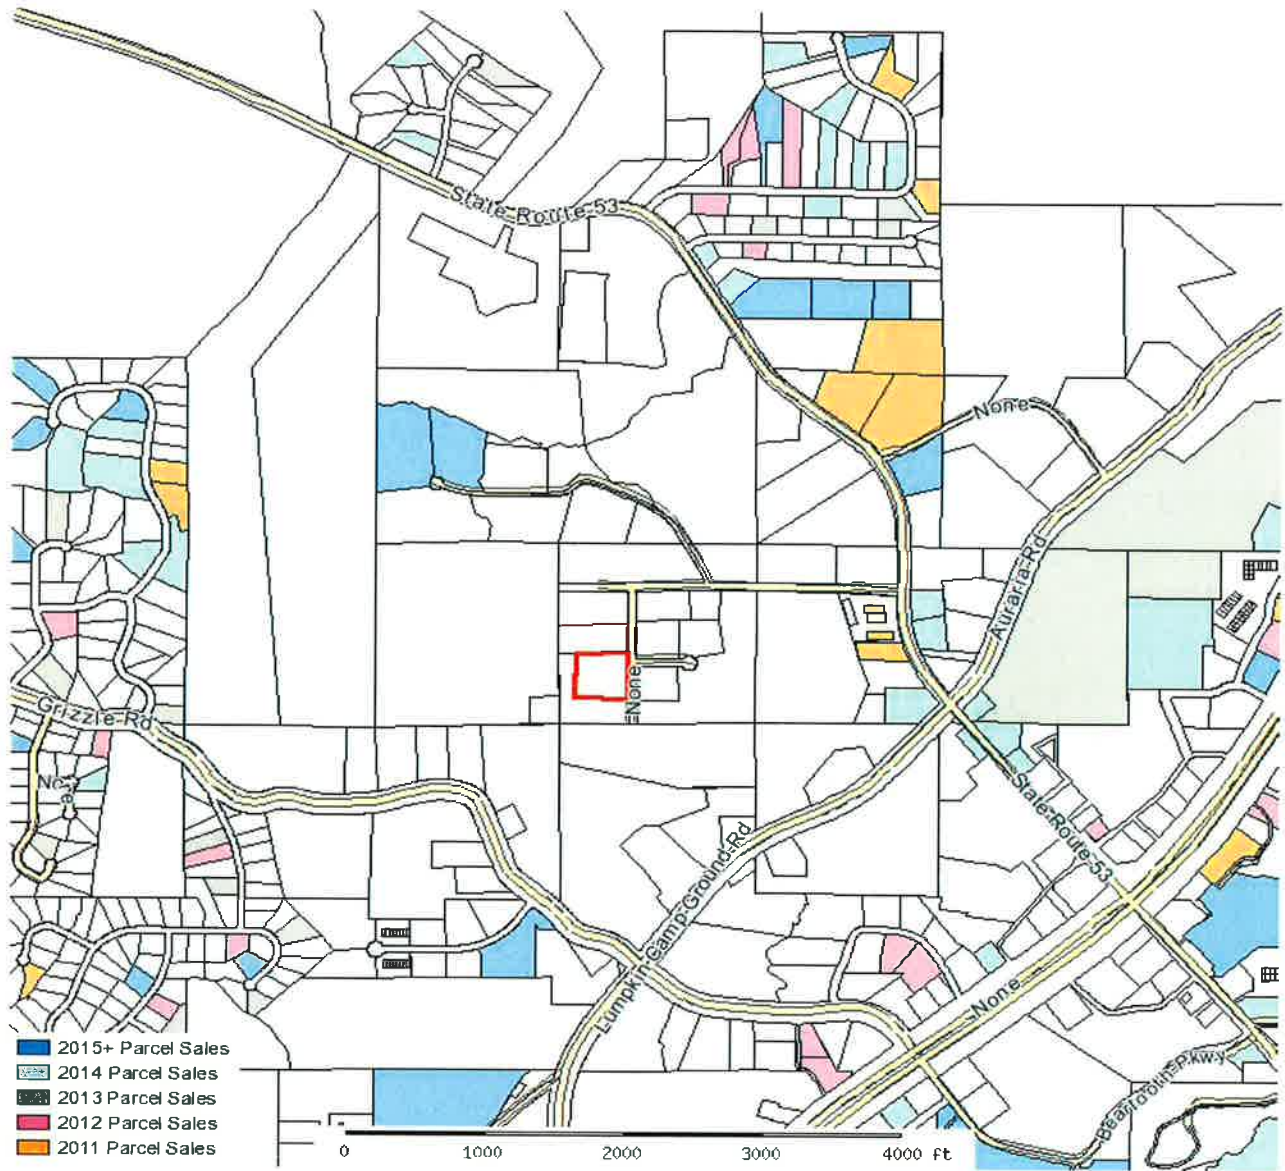 State Route 53
None
Auraria Rd
None
Grizzle Rd
None
State Route 53
Lumpkin Camp Ground Rd
None
Beartooth Pkwy
2015+ Parcel Sales
2014 Parcel Sales
2013 Parcel Sales
2012 Parcel Sales
2011 Parcel Sales
0 1000 2000 3000 4000 ft